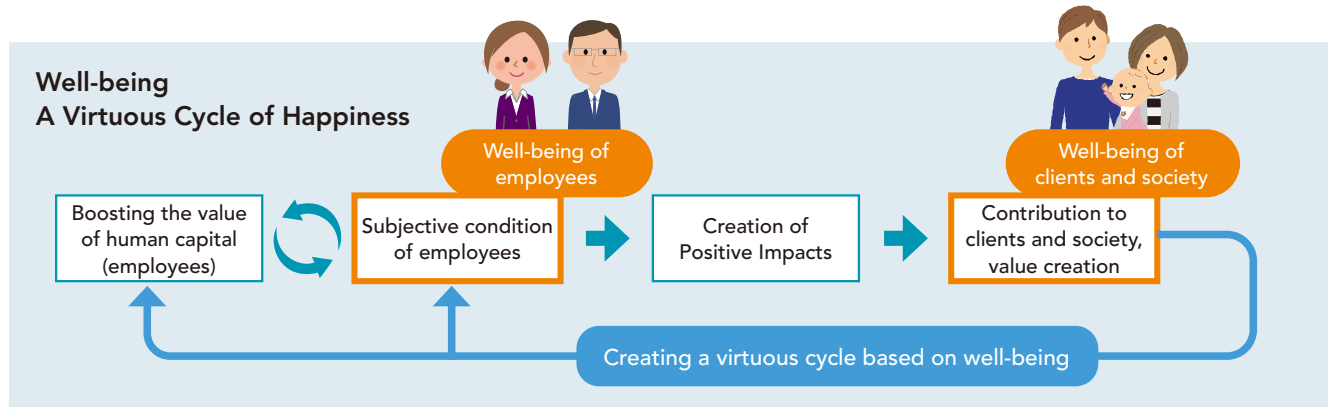 Well-being
A Virtuous Cycle of Happiness
Well-being of
employees
Well-being of
clients and society
Boosting the value
of human capital
(employees)
Subjective condition
of employees
Creation of
Positive Impacts
Contribution to
clients and society,
value creation
Creating a virtuous cycle based on well-being